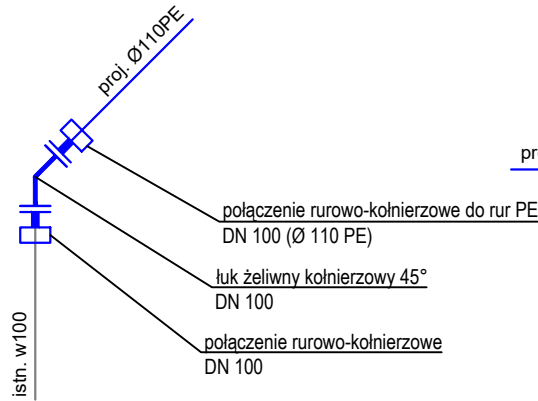 proj. Ø110PE
pr
połączenie rurowo-kołnierzowe do rur PE
DN 100 (Ø 110 PE)
łuk żeliwny kołnierzowy 45°
DN 100
połączenie rurowo-kołnierzowe
DN 100
istn. w100